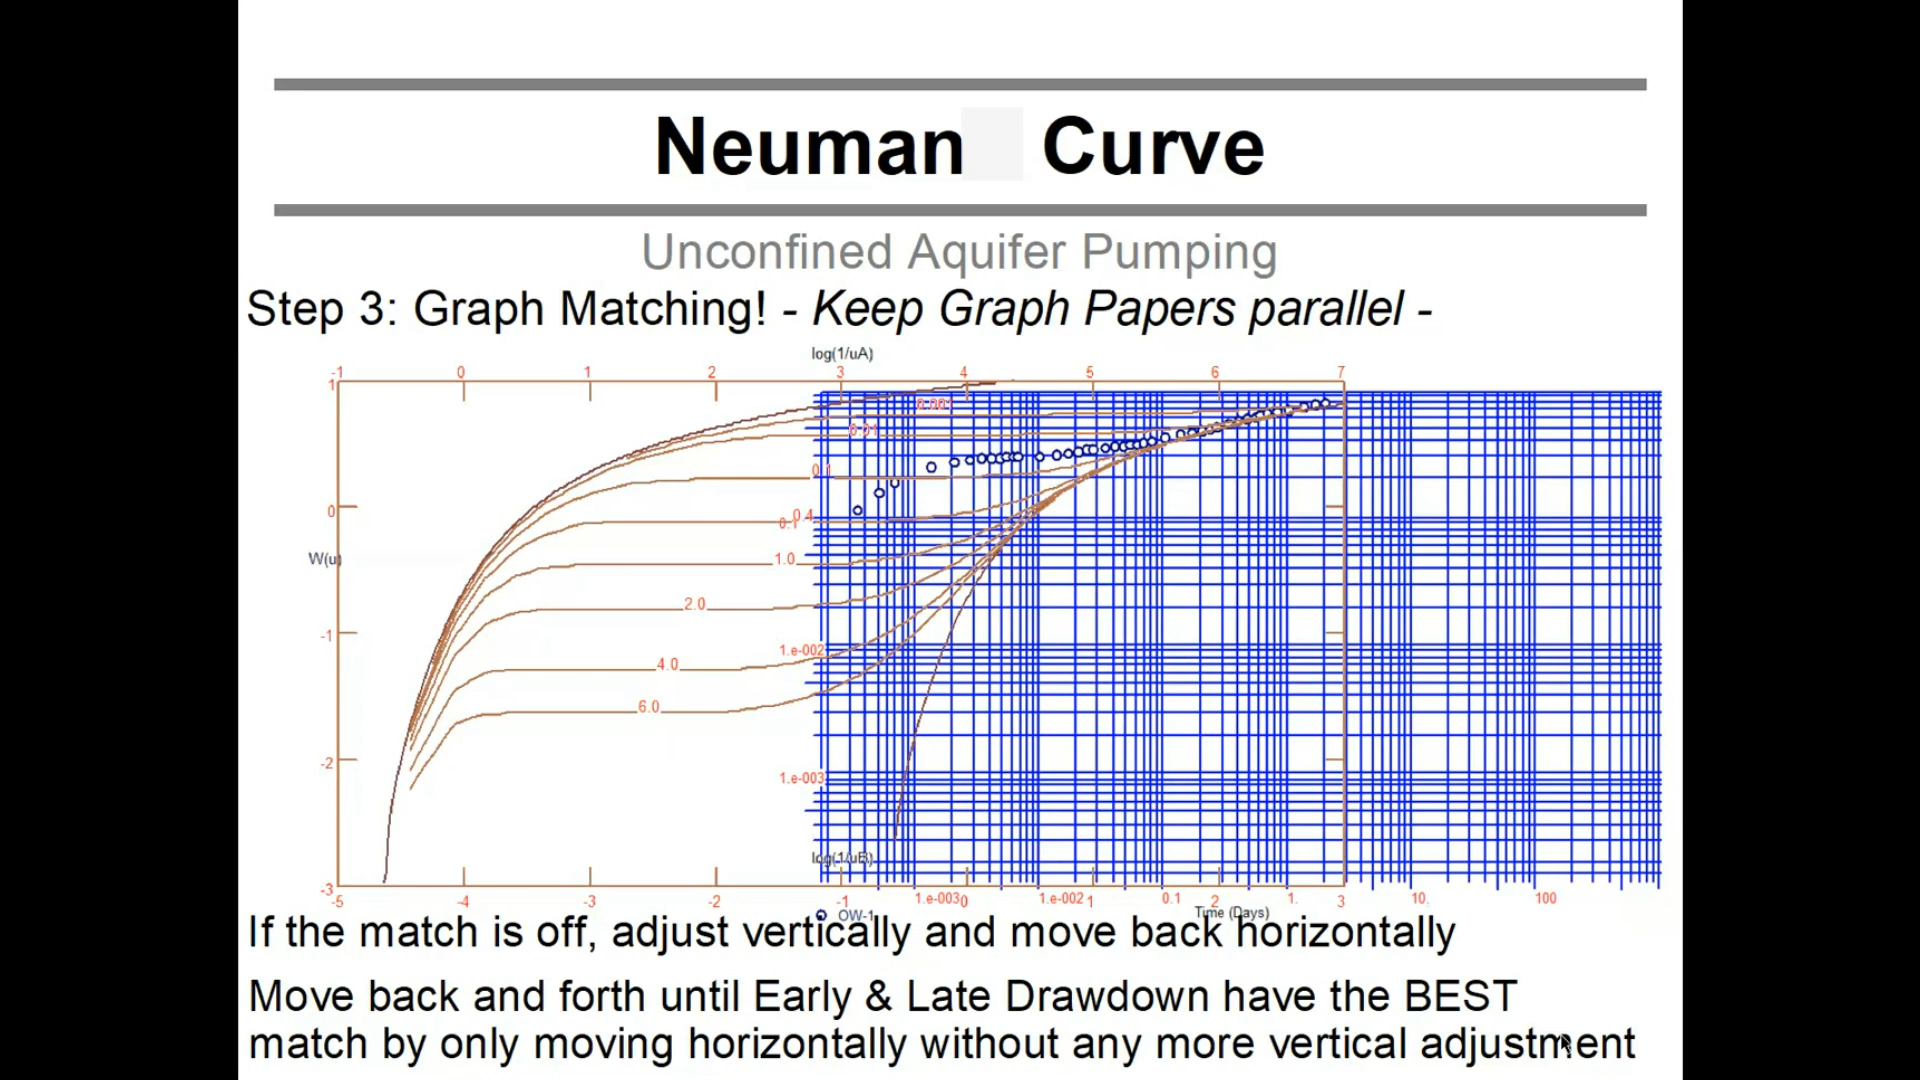 Neuman Curve
Unconfined Aquifer Pumping
Step 3: Graph Matching! - Keep Graph Papers parallel -
log(1/uA)
-1 0 1 2 3 4 5 6 7
1
0.001
0.01
0.1
0
0.1 0.4
W(u)
1.0
2.0
-1
1.e-002
4.0
6.0
-2
1.e-003
log(1/uB)
-3
-5 -4 -3 -2 -1 1.e-003 0 1.e-002 1 0.1 2 1. 3 10. 100
OW-1
Time (Days)
If the match is off, adjust vertically and move back horizontally
Move back and forth until Early & Late Drawdown have the BEST
match by only moving horizontally without any more vertical adjustment